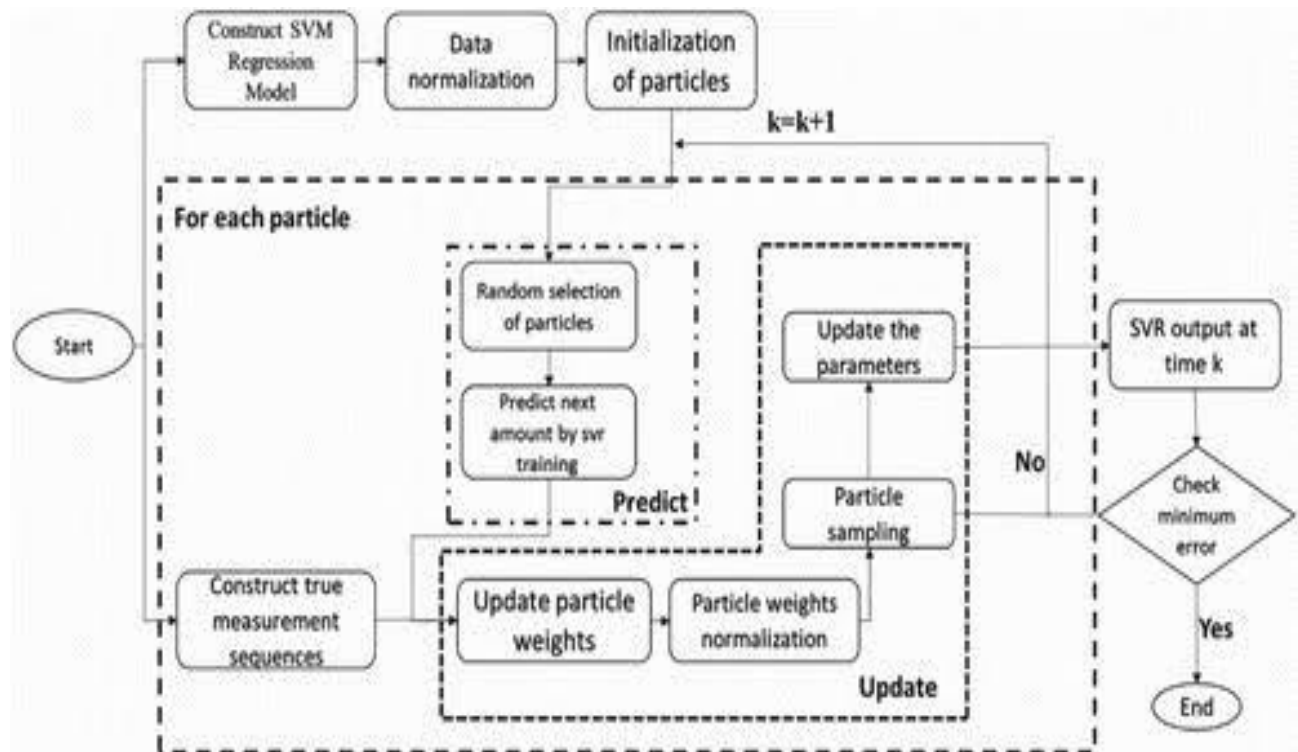 Construct SVM
Regression
Model
Data
normalization
Initialization
of particles
k=k+1
For each particle
Start
Random selection
of particles
Predict next
amount by svr
training
Predict
Update the
parameters
SVR output at
time k
No
Particle
sampling
Check
minimum
error
Construct true
measurement
sequences
Update particle
weights
Particle weights
normalization
Yes
Update
End